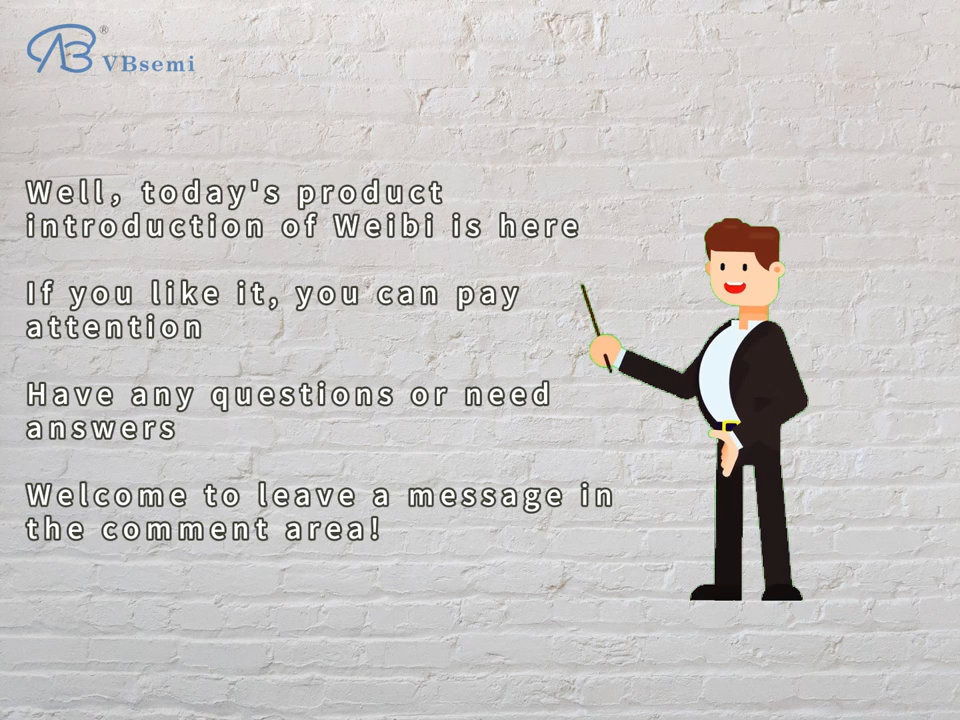 VBsemi®
Well, today's product
introduction of Weibi is here
If you like it, you can pay
attention
Have any questions or need
answers
Welcome to leave a message in
the comment area!